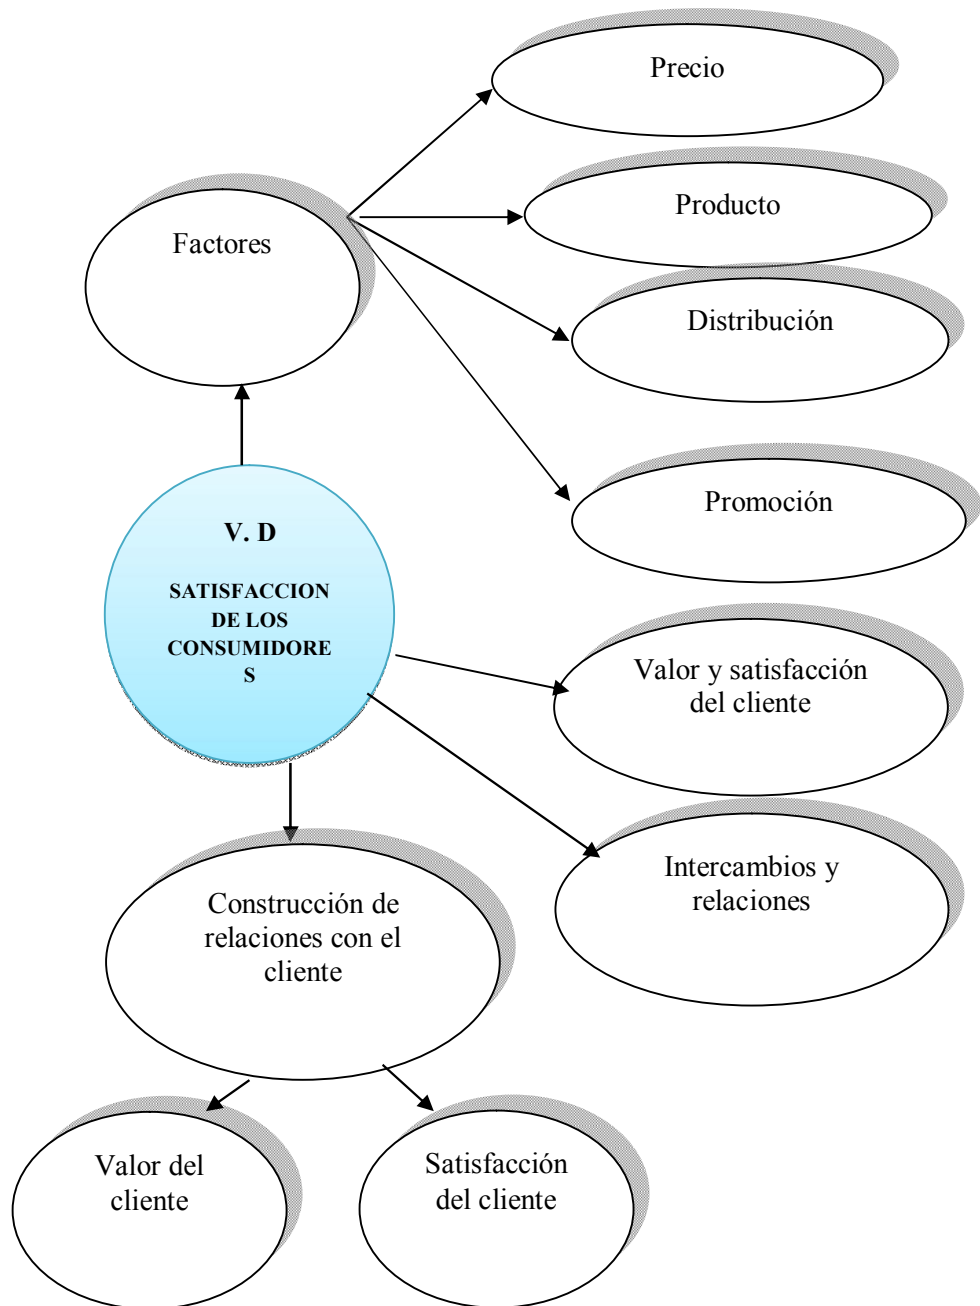 Precio
Producto
Factores
Distribución
Promoción
V. D
SATISFACCION
DE LOS
CONSUMIDORE
S
Valor y satisfacción
del cliente
Intercambios y
relaciones
Construcción de
relaciones con el
cliente
Valor del
cliente
Satisfacción
del cliente